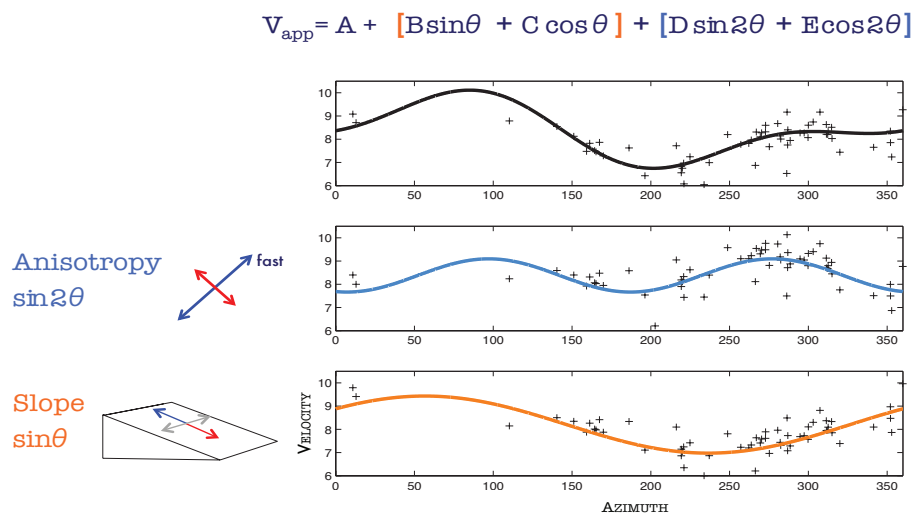 V_app = A + [Bsinθ + C cosθ] + [D sin2θ + Ecos2θ]
10
9
8
7
6
0 50 100 150 200 250 300 350
Anisotropy
sin2θ
fast
10
9
8
7
6
0 50 100 150 200 250 300 350
Slope
sinθ
VELOCITY
10
9
8
7
6
0 50 100 150 200 250 300 350
AZIMUTH